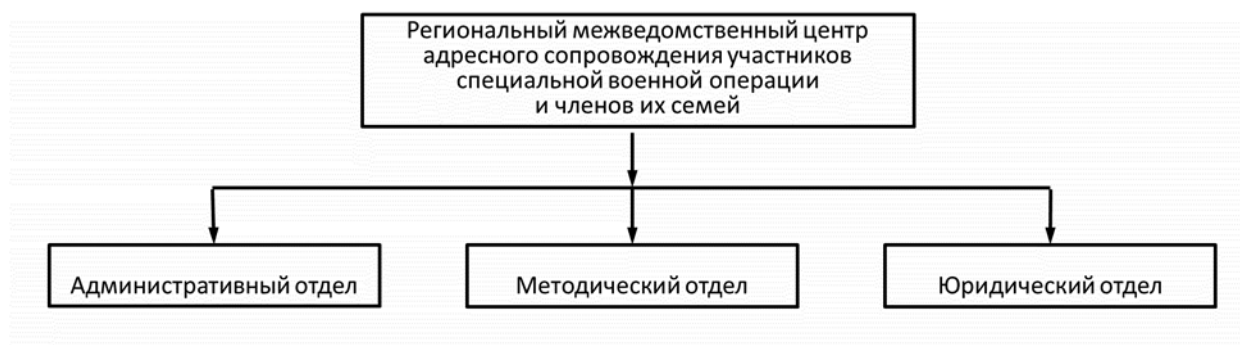 Региональный межведомственный центр
адресного сопровождения участников
специальной военной операции
и членов их семей
Административный отдел
Методический отдел
Юридический отдел